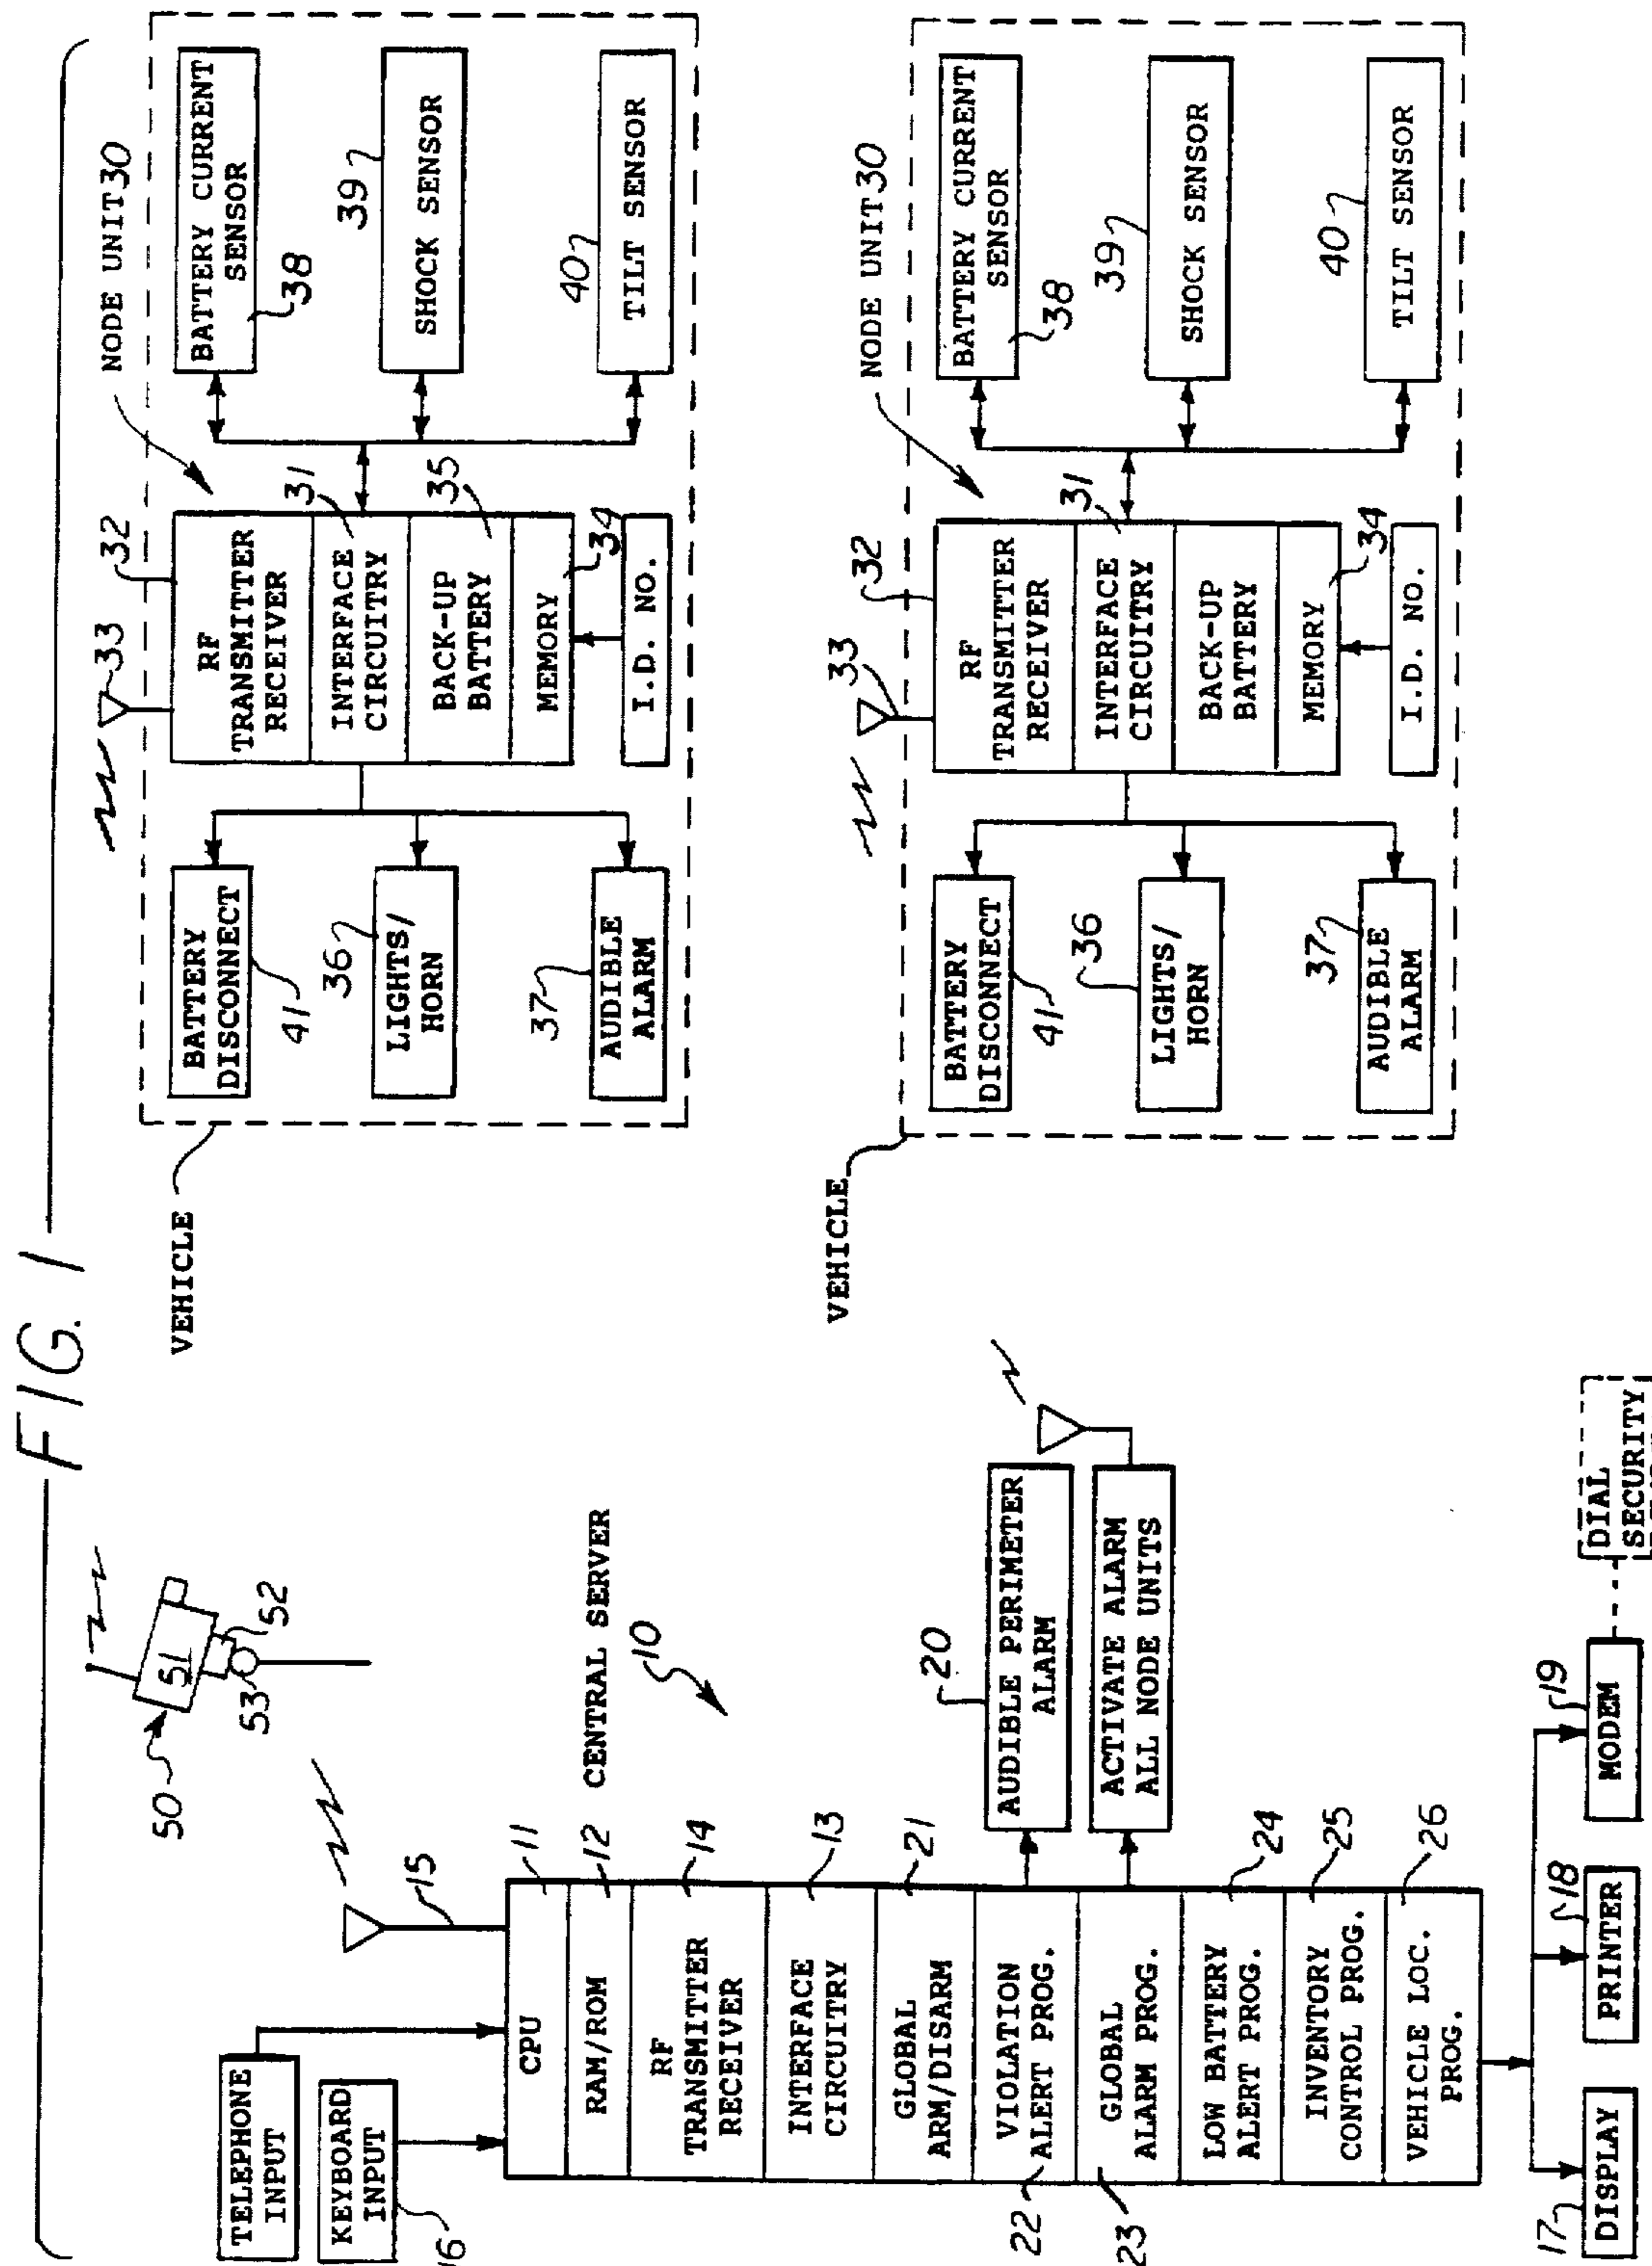 FIG. 1
TELEPHONE
INPUT
KEYBOARD
INPUT
16
15
CPU
11
RAM/ROM
12
RF
TRANSMITTER
RECEIVER
14
INTERFACE
CIRCUITRY
13
GLOBAL
ARM/DISARM
21
VIOLATION
ALERT PROG.
22
GLOBAL
ALARM PROG.
23
LOW BATTERY
ALERT PROG.
24
INVENTORY
CONTROL PROG.
25
VEHICLE LOC.
PROG.
26
17
DISPLAY
18
PRINTER
19
MODEM
DIAL
SECURITY
CENTRAL SERVER
10
20
AUDIBLE PERIMETER
ALARM
ACTIVATE ALARM
ALL NODE UNITS
50
51
52
53
VEHICLE
BATTERY
DISCONNECT
41
36
LIGHTS/
HORN
37
AUDIBLE
ALARM
33
32
RF
TRANSMITTER
RECEIVER
INTERFACE
CIRCUITRY
31
BACK-UP
BATTERY
35
MEMORY
34
I.D. NO.
NODE UNIT 30
BATTERY CURRENT
SENSOR
38
39
SHOCK SENSOR
40
TILT SENSOR
VEHICLE
BATTERY
DISCONNECT
41
36
LIGHTS/
HORN
37
AUDIBLE
ALARM
33
32
RF
TRANSMITTER
RECEIVER
INTERFACE
CIRCUITRY
31
BACK-UP
BATTERY
MEMORY
34
I.D. NO.
NODE UNIT 30
BATTERY CURRENT
SENSOR
38
39
SHOCK SENSOR
40
TILT SENSOR